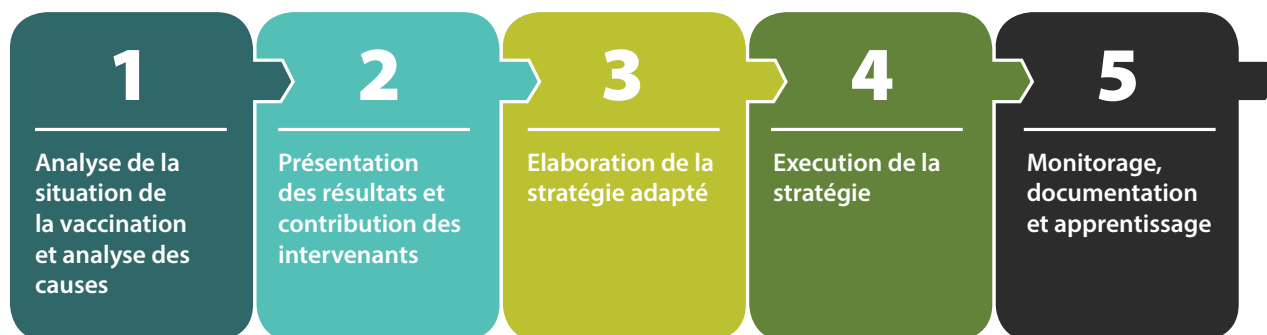 1
Analyse de la
situation de
la vaccination
et analyse des
causes
2
Présentation
des résultats et
contribution des
intervenants
3
Elaboration de la
stratégie adapté
4
Execution de la
stratégie
5
Monitorage,
documentation
et apprentissage